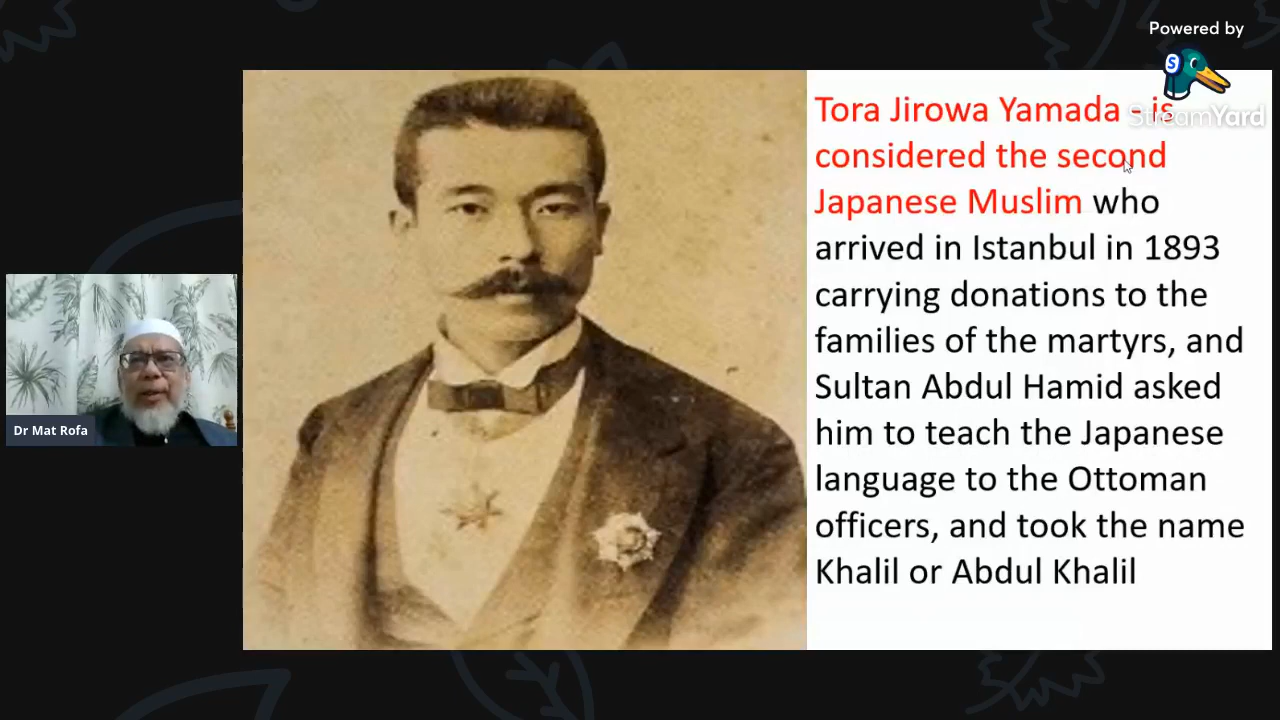 Powered by
StreamYard
Tora Jirowa Yamada - is
considered the second
Japanese Muslim who
arrived in Istanbul in 1893
carrying donations to the
families of the martyrs, and
Sultan Abdul Hamid asked
him to teach the Japanese
language to the Ottoman
officers, and took the name
Khalil or Abdul Khalil
Dr Mat Rofa